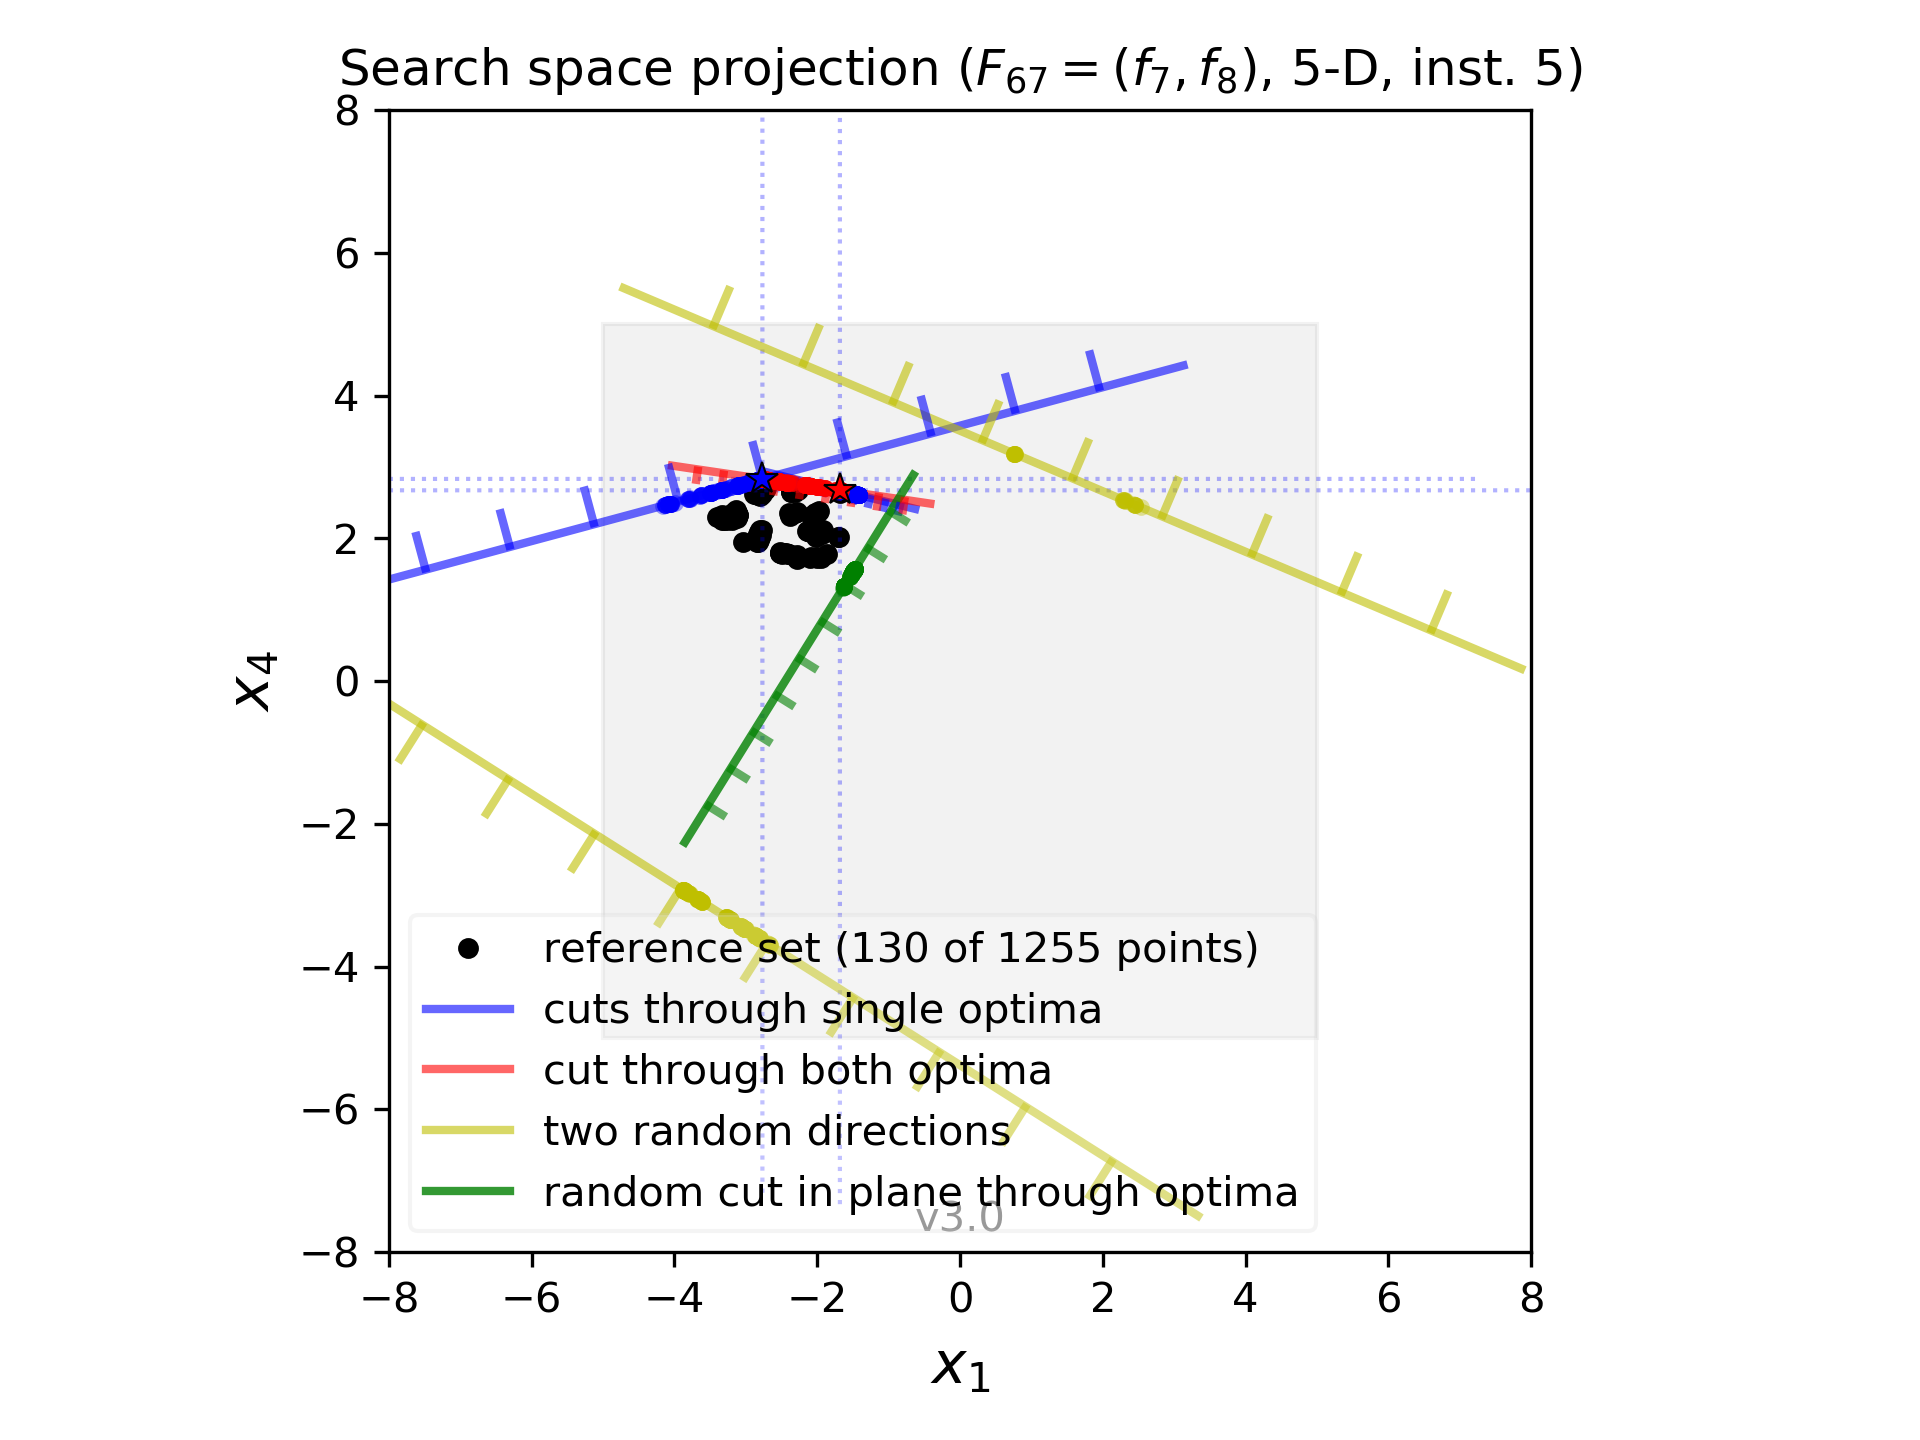 Search space projection (F₆₇ = (f₇, f₈), 5-D, inst. 5)
8
6
4
2
0
−2
−4
−6
−8
x₄
reference set (130 of 1255 points)
cuts through single optima
cut through both optima
two random directions
random cut in plane through optima
v3.0
−8 −6 −4 −2 0 2 4 6 8
x₁